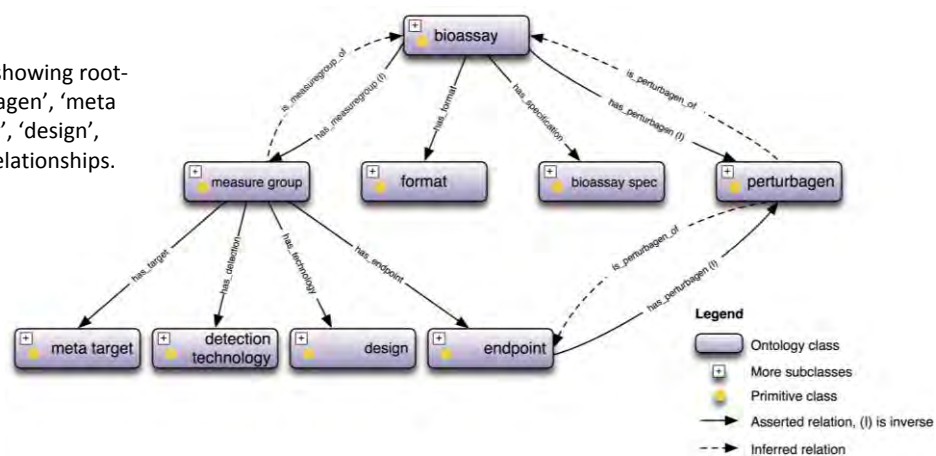 showing root-
agen’, ‘meta
’, ‘design’,
elationships.
bioassay
is_measuregroup_of
has_measuregroup (I)
has_format
has_specification
has_perturbagen (I)
is_perturbagen_of
measure group
format
bioassay spec
perturbagen
has_target
has_detection
has_technology
has_endpoint
is_perturbagen_of
has_perturbagen (I)
meta target
detection
technology
design
endpoint
Legend
Ontology class
More subclasses
Primitive class
Asserted relation, (I) is inverse
Inferred relation